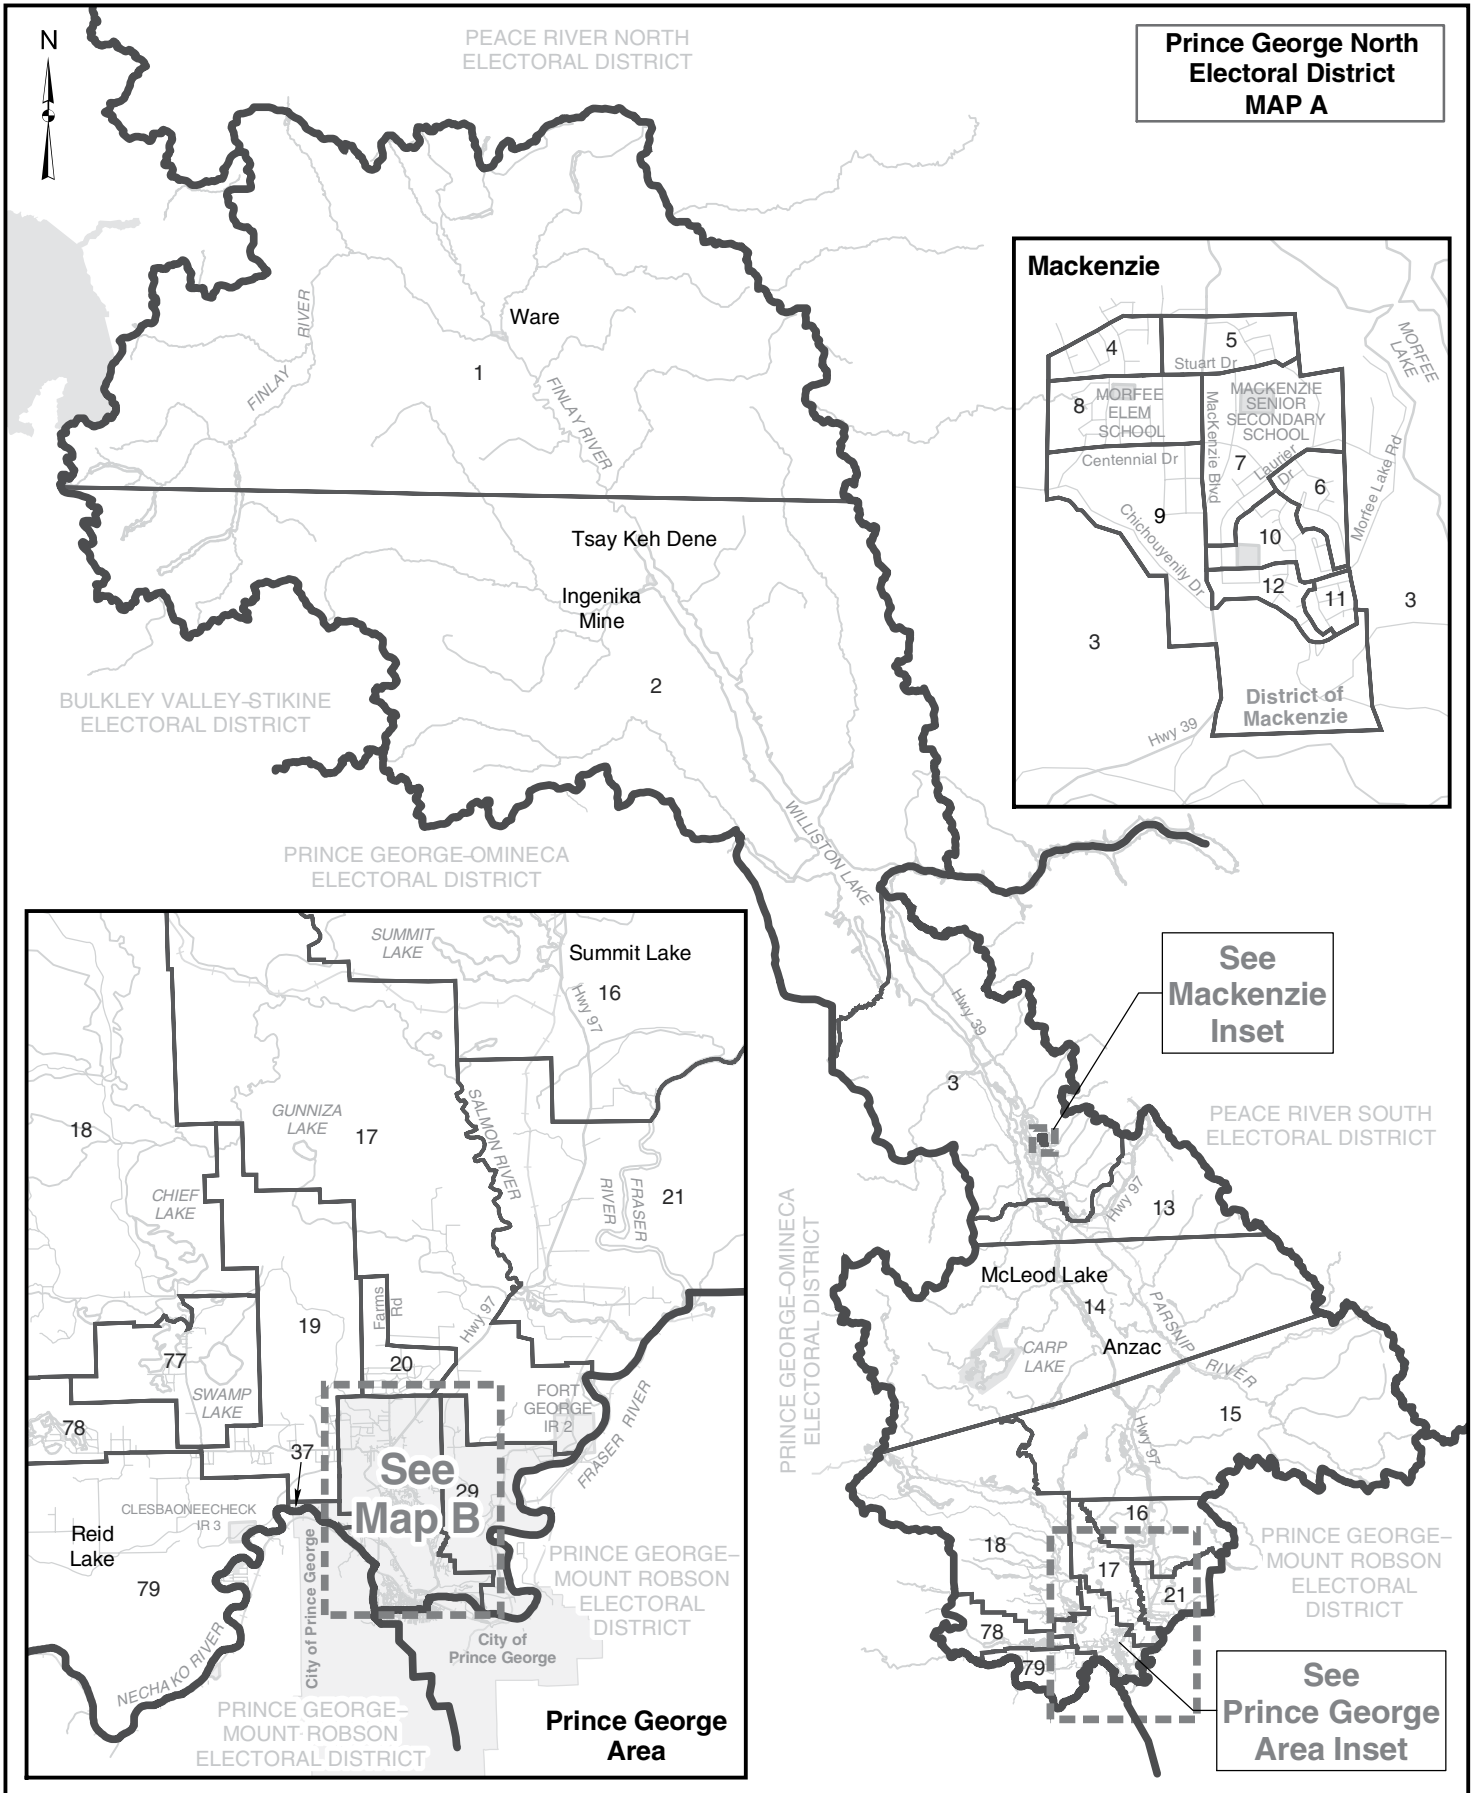 N
PEACE RIVER NORTH
ELECTORAL DISTRICT
Prince George North
Electoral District
MAP A
Ware
1
FINLAY
RIVER
FINLAY RIVER
Tsay Keh Dene
Ingenika
Mine
2
BULKLEY VALLEY–STIKINE
ELECTORAL DISTRICT
PRINCE GEORGE–OMINECA
ELECTORAL DISTRICT
WILLISTON LAKE
Mackenzie
4
5
Stuart Dr
MORFEE
LAKE
8
MORFEE
ELEM
SCHOOL
MACKENZIE
SENIOR
SECONDARY
SCHOOL
MacKenzie Blvd
Centennial Dr
7
Laurier
Dr
6
Morfee Lake Rd
9
Chichouyenily Dr
10
12
11
3
3
District of
Mackenzie
Hwy 39
See
Mackenzie
Inset
Hwy 39
3
PEACE RIVER SOUTH
ELECTORAL DISTRICT
Hwy 97
13
PRINCE GEORGE–OMINECA
ELECTORAL DISTRICT
McLeod Lake
14
PARSNIP
RIVER
CARP
LAKE
Anzac
15
Hwy 97
16
18
17
21
78
79
PRINCE GEORGE–
MOUNT ROBSON
ELECTORAL
DISTRICT
See
Prince George
Area Inset
SUMMIT
LAKE
Summit Lake
16
Hwy 97
18
GUNNIZA
LAKE
17
SALMON RIVER
RIVER
FRASER
21
CHIEF
LAKE
19
Farms
Rd
Hwy 97
77
20
SWAMP
LAKE
FORT
GEORGE
IR 2
FRASER RIVER
78
37
See
Map B
29
CLESBAONEECHECK
IR 3
Reid
Lake
79
City of Prince George
PRINCE GEORGE–
MOUNT ROBSON
ELECTORAL
DISTRICT
City of
Prince George
NECHAKO RIVER
PRINCE GEORGE–
MOUNT ROBSON
ELECTORAL DISTRICT
Prince George
Area